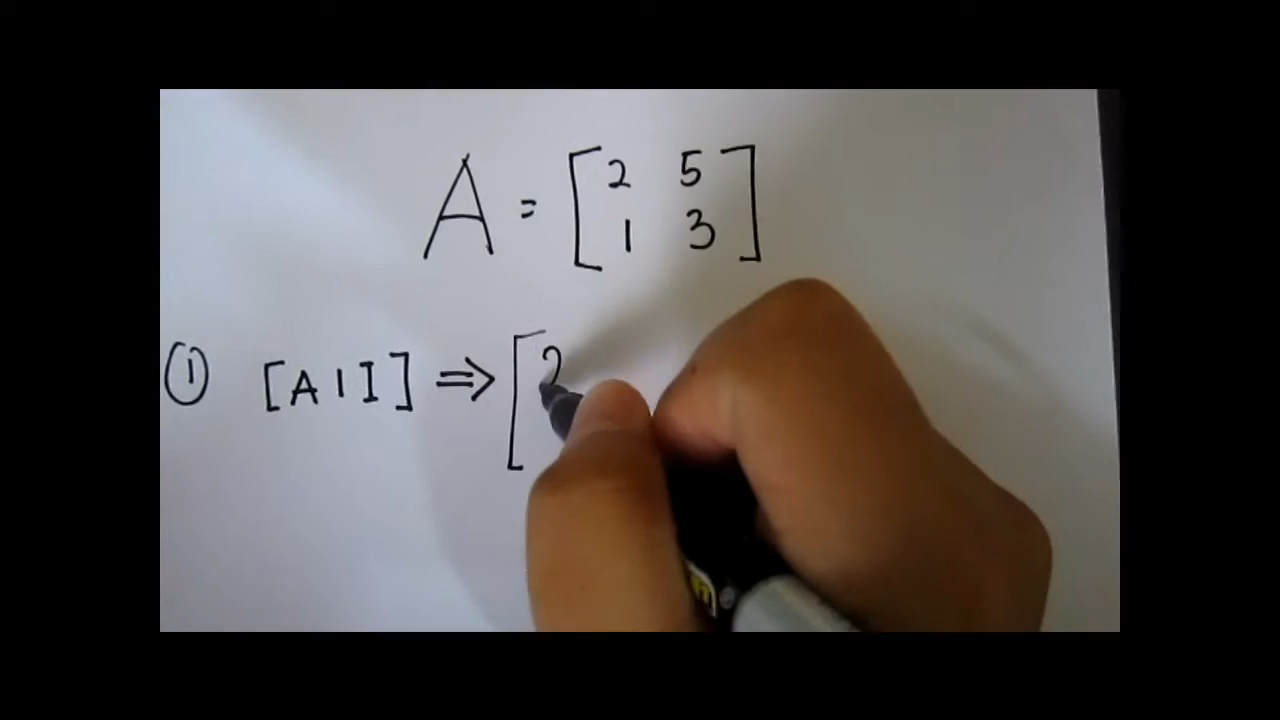 A = [2 5
1 3]
① [A | I] ⇒ [2